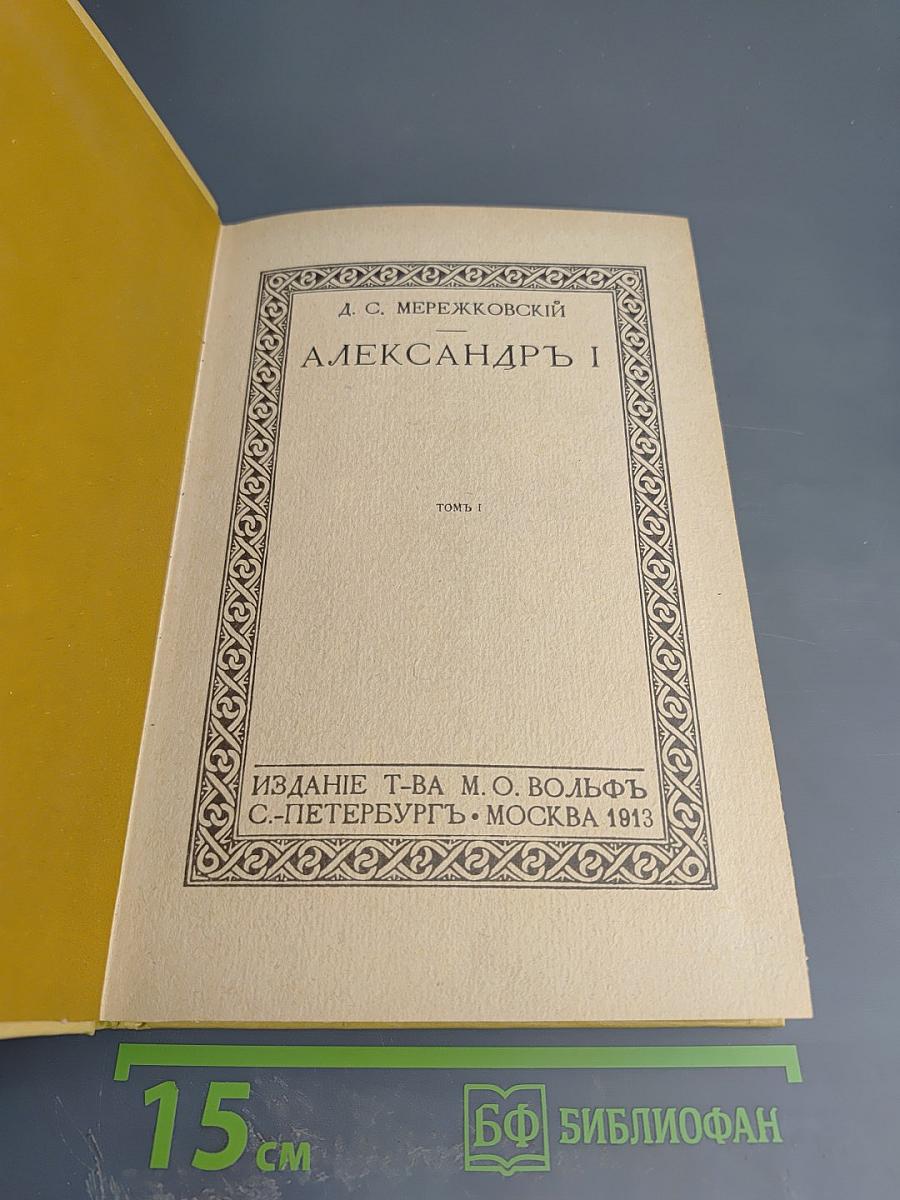 Д. С. МЕРЕЖКОВСКІЙ
АЛЕКСАНДРЪ I
ТОМЪ I
ИЗДАНІЕ Т-ВА М. О. ВОЛЬФЪ
С.-ПЕТЕРБУРГЪ • МОСКВА 1913
15 см
БФ БИБЛИОФАН